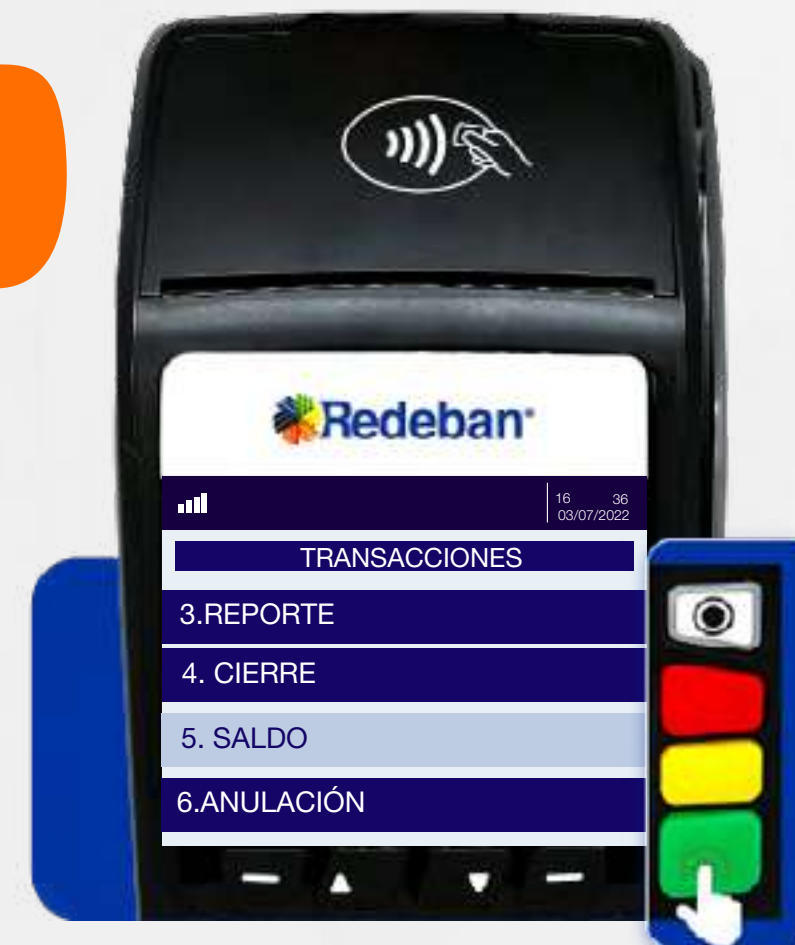 Redeban
16 36
03/07/2022
TRANSACCIONES
3.REPORTE
4. CIERRE
5. SALDO
6.ANULACIÓN